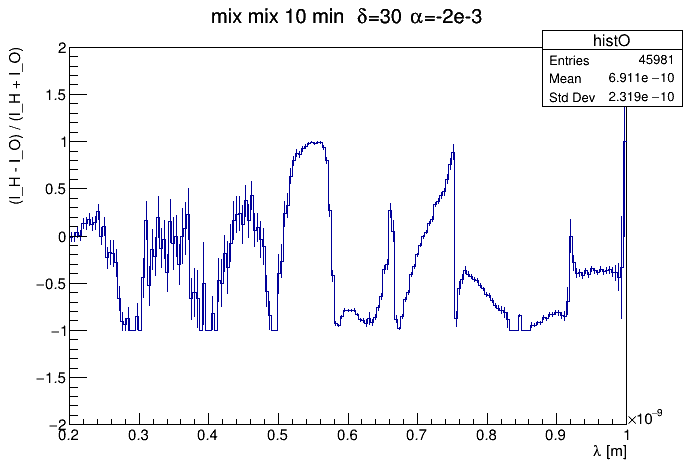 mix mix 10 min δ=30 α=-2e-3
histO
Entries 45981
Mean 6.911e−10
Std Dev 2.319e−10
(I_H - I_O) / (I_H + I_O)
2
1.5
1
0.5
0
−0.5
−1
−1.5
−2
0.2 0.3 0.4 0.5 0.6 0.7 0.8 0.9 1
×10−9
λ [m]